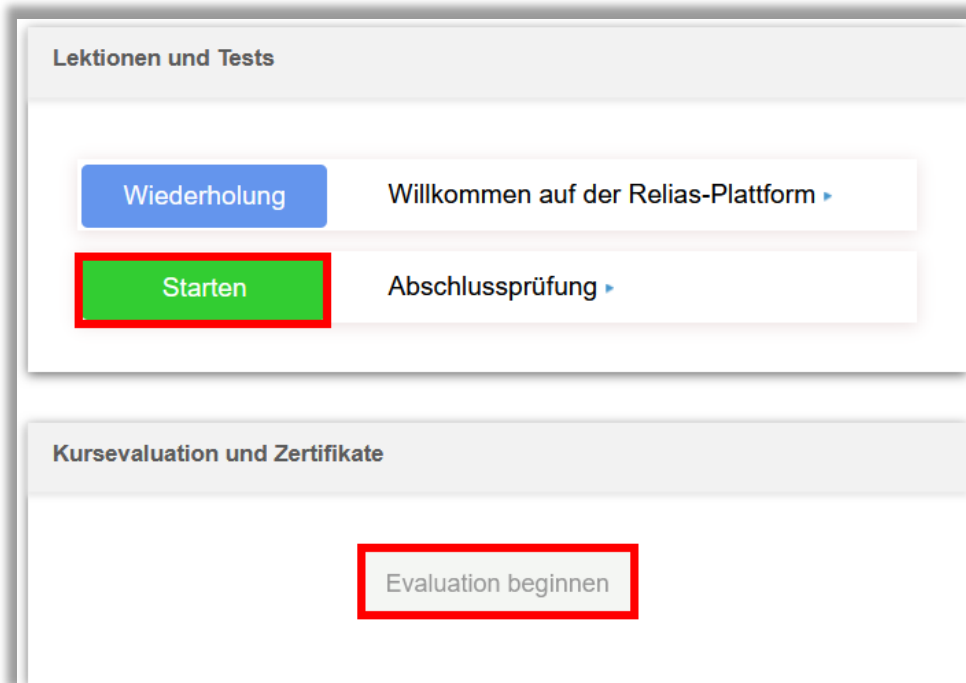 Lektionen und Tests
Wiederholung Willkommen auf der Relias-Plattform
Starten Abschlussprüfung
Kursevaluation und Zertifikate
Evaluation beginnen